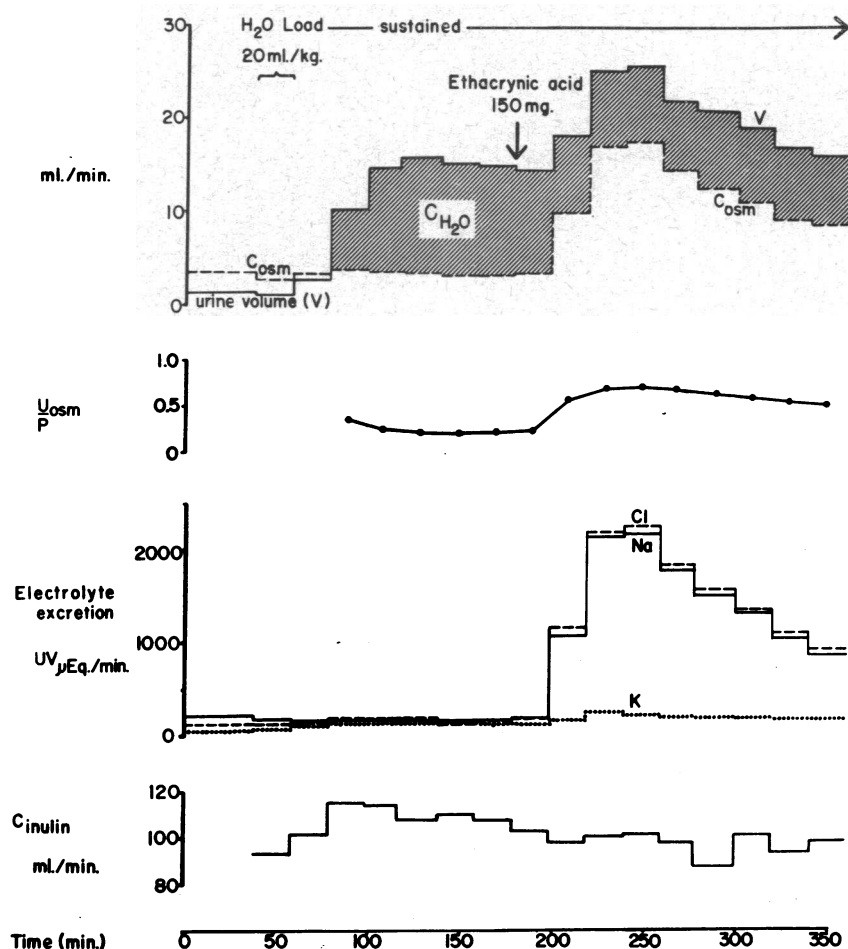 30
H2O Load — sustained
20 ml./kg.
Ethacrynic acid
150 mg.
20
V
ml./min.
CH2O
Cosm
10
Cosm
urine volume (V)
0
1.0
Uosm
P
0.5
0
Cl
Na
2000
Electrolyte
excretion
1000
UV μEq./min.
K
0
120
Cinulin
100
ml./min.
80
Time (min.)
0 50 100 150 200 250 300 350